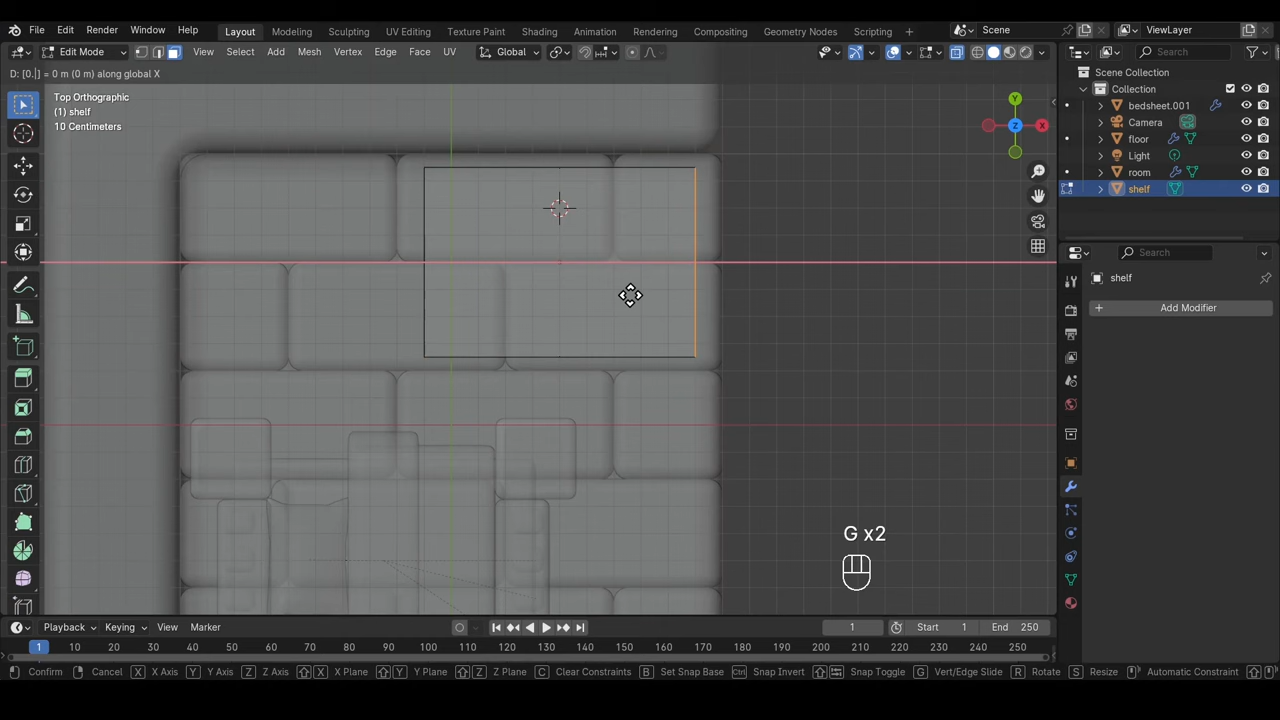 File Edit Render Window Help Layout Modeling Sculpting UV Editing Texture Paint Shading Animation Rendering Compositing Geometry Nodes Scripting + Scene ViewLayer
Edit Mode View Select Add Mesh Vertex Edge Face UV Global Search
D: [0.|] = 0 m (0 m) along global X
Scene Collection
Top Orthographic
(1) shelf
10 Centimeters
Collection
bedsheet.001
Camera
floor
Light
room
shelf
Y
Z
X
Search
shelf
+ Add Modifier
G x2
Playback Keying View Marker 1 Start 1 End 250
1 10 20 30 40 50 60 70 80 90 100 110 120 130 140 150 160 170 180 190 200 210 220 230 240 250
Confirm Cancel X X Axis Y Y Axis Z Z Axis X X Plane Y Y Plane Z Z Plane C Clear Constraints B Set Snap Base Ctrl Snap Invert Snap Toggle G Vert/Edge Slide R Rotate S Resize Automatic Constraint